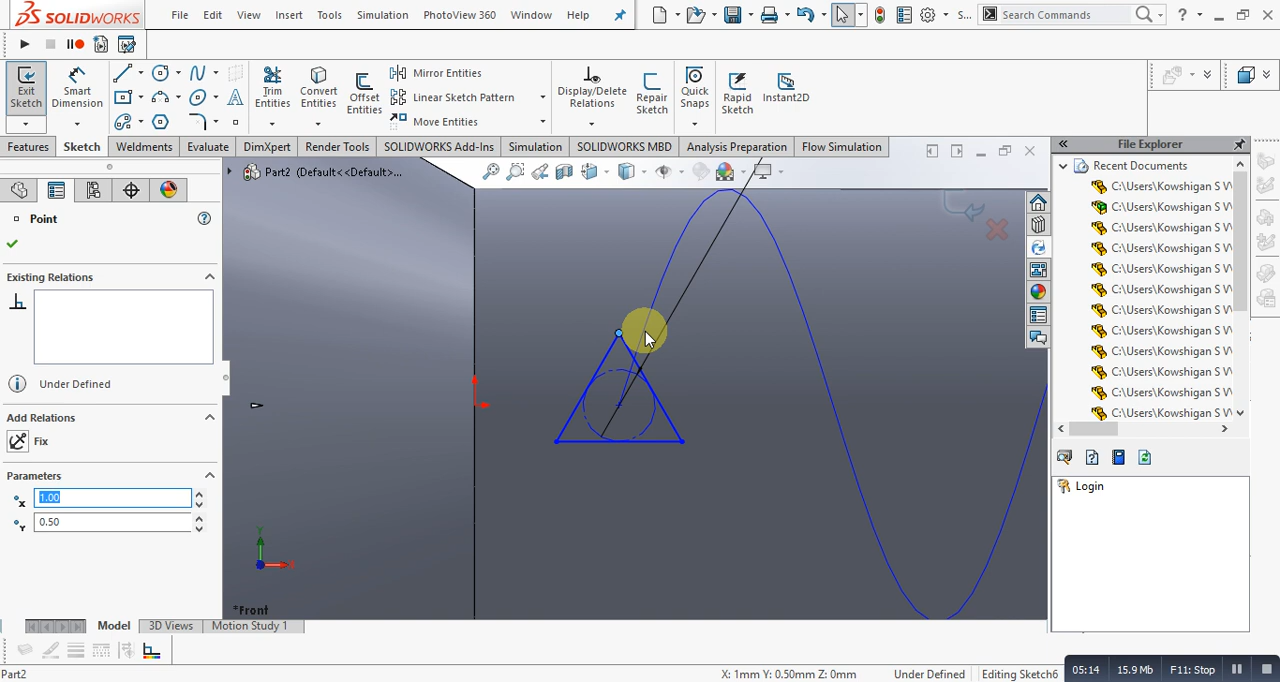 SOLIDWORKS File Edit View Insert Tools Simulation PhotoView 360 Window Help S... Search Commands ?
Exit Sketch
Smart Dimension
Trim Entities
Convert Entities
Offset Entities
Mirror Entities
Linear Sketch Pattern
Move Entities
Display/Delete Relations
Repair Sketch
Quick Snaps
Rapid Sketch
Instant2D
Features Sketch Weldments Evaluate DimXpert Render Tools SOLIDWORKS Add-Ins Simulation SOLIDWORKS MBD Analysis Preparation Flow Simulation
Part2 (Default<<Default>...
Point
?
Existing Relations
Under Defined
Add Relations
Fix
Parameters
x 1.00
Y 0.50
Y
*Front
File Explorer
Recent Documents
C:\Users\Kowshigan S V\
C:\Users\Kowshigan S V\
C:\Users\Kowshigan S V\
C:\Users\Kowshigan S V\
C:\Users\Kowshigan S V\
C:\Users\Kowshigan S V\
C:\Users\Kowshigan S V\
C:\Users\Kowshigan S V\
C:\Users\Kowshigan S V\
C:\Users\Kowshigan S V\
C:\Users\Kowshigan S V\
C:\Users\Kowshigan S V\
Login
Model 3D Views Motion Study 1
Part2 X: 1mm Y: 0.50mm Z: 0mm Under Defined Editing Sketch6
05:14 15.9 Mb F11: Stop